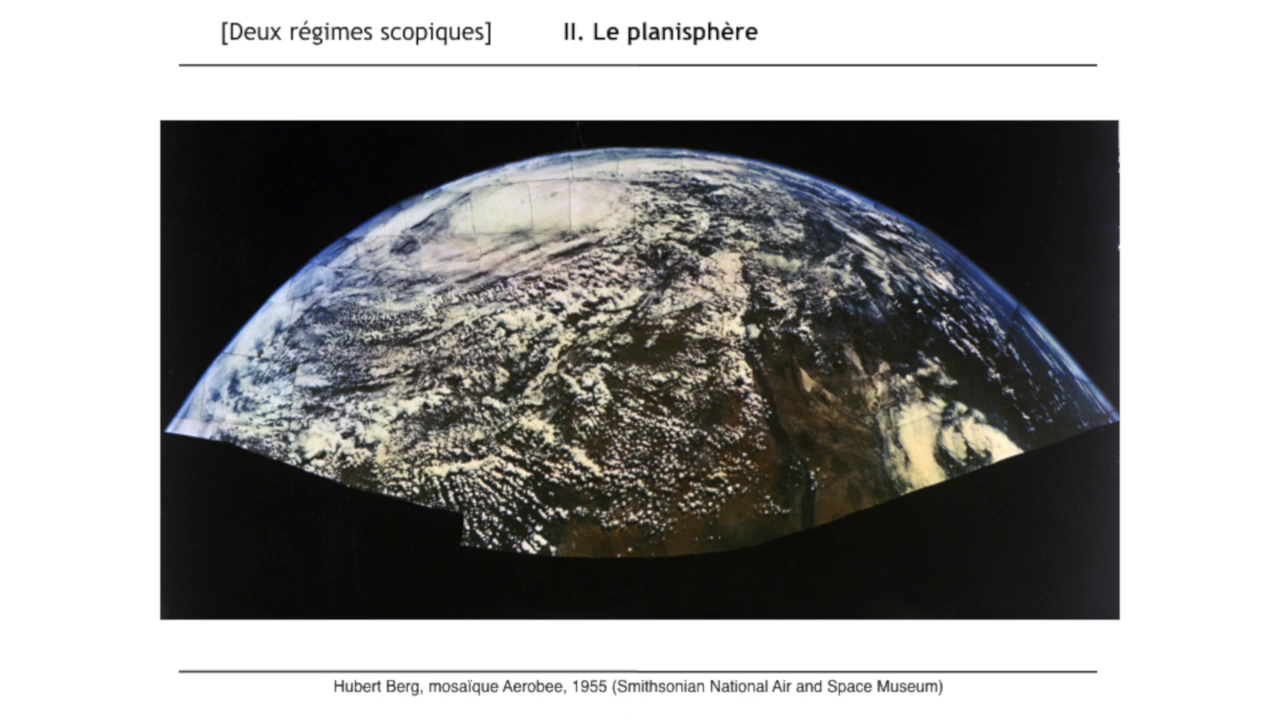 [Deux régimes scopiques] II. Le planisphère
Hubert Berg, mosaïque Aerobee, 1955 (Smithsonian National Air and Space Museum)